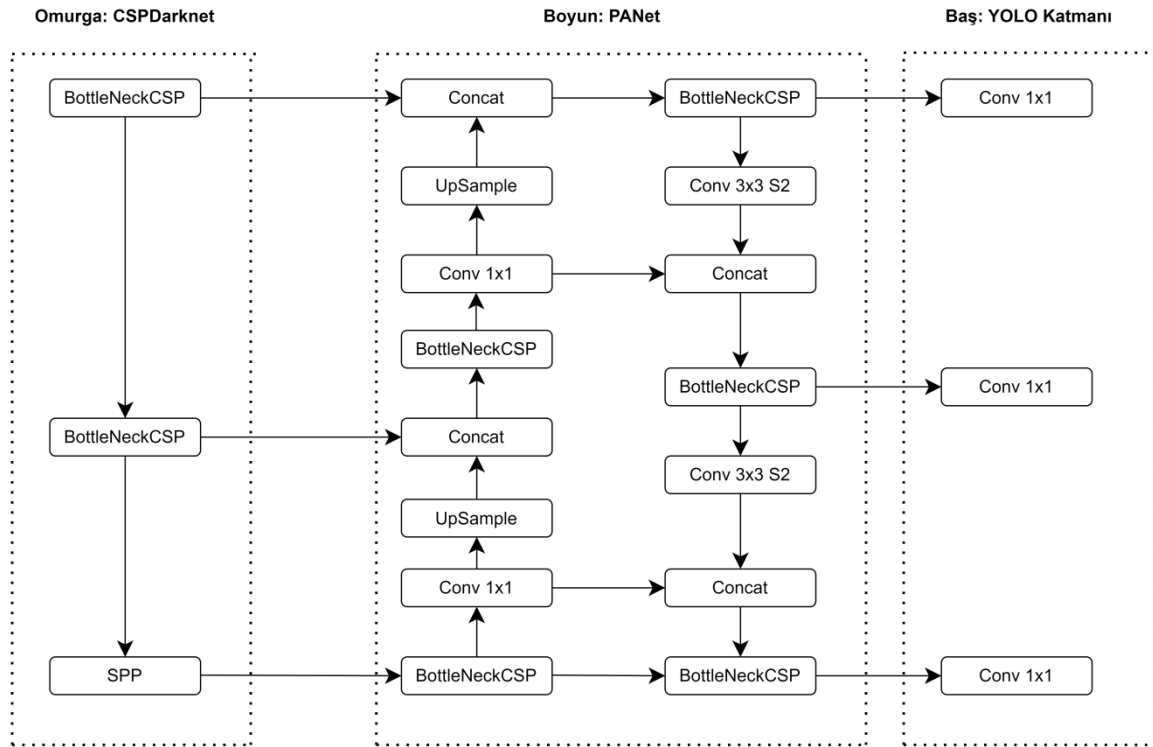 Omurga: CSPDarknet
Boyun: PANet
Baş: YOLO Katmanı
BottleNeckCSP
Concat
BottleNeckCSP
Conv 1x1
UpSample
Conv 3x3 S2
Conv 1x1
Concat
BottleNeckCSP
BottleNeckCSP
Conv 1x1
BottleNeckCSP
Concat
Conv 3x3 S2
UpSample
Conv 1x1
Concat
SPP
BottleNeckCSP
BottleNeckCSP
Conv 1x1